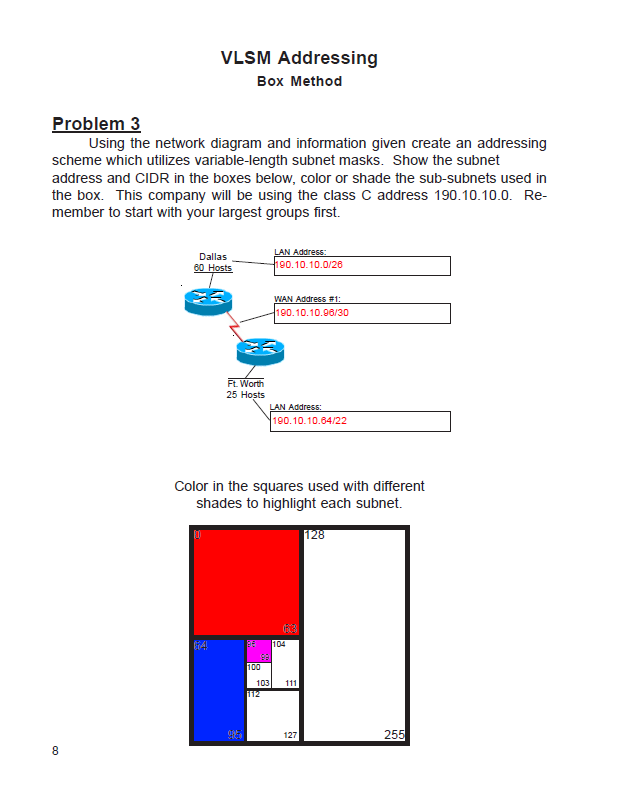 VLSM Addressing
Box Method
Problem 3
Using the network diagram and information given create an addressing
scheme which utilizes variable-length subnet masks. Show the subnet
address and CIDR in the boxes below, color or shade the sub-subnets used in
the box. This company will be using the class C address 190.10.10.0. Re-
member to start with your largest groups first.
Dallas
60 Hosts
LAN Address:
190.10.10.0/26
WAN Address #1:
190.10.10.96/30
Ft. Worth
25 Hosts
LAN Address:
190.10.10.64/22
Color in the squares used with different
shades to highlight each subnet.
0
128
63
64
104
100
103
111
112
95
127
255
8